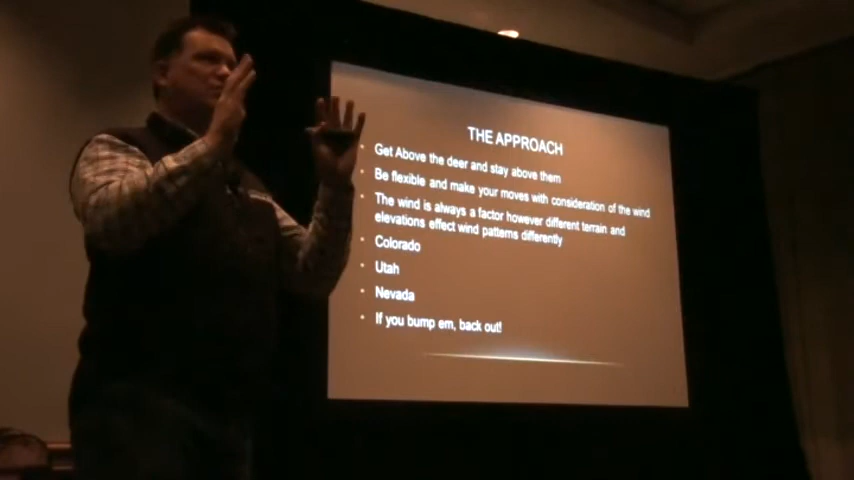 THE APPROACH
• Get Above the deer and stay above them
• Be flexible and make your moves with consideration of the wind
• The wind is always a factor however different terrain and
elevations effect wind patterns differently
• Colorado
• Utah
• Nevada
• If you bump em, back out!